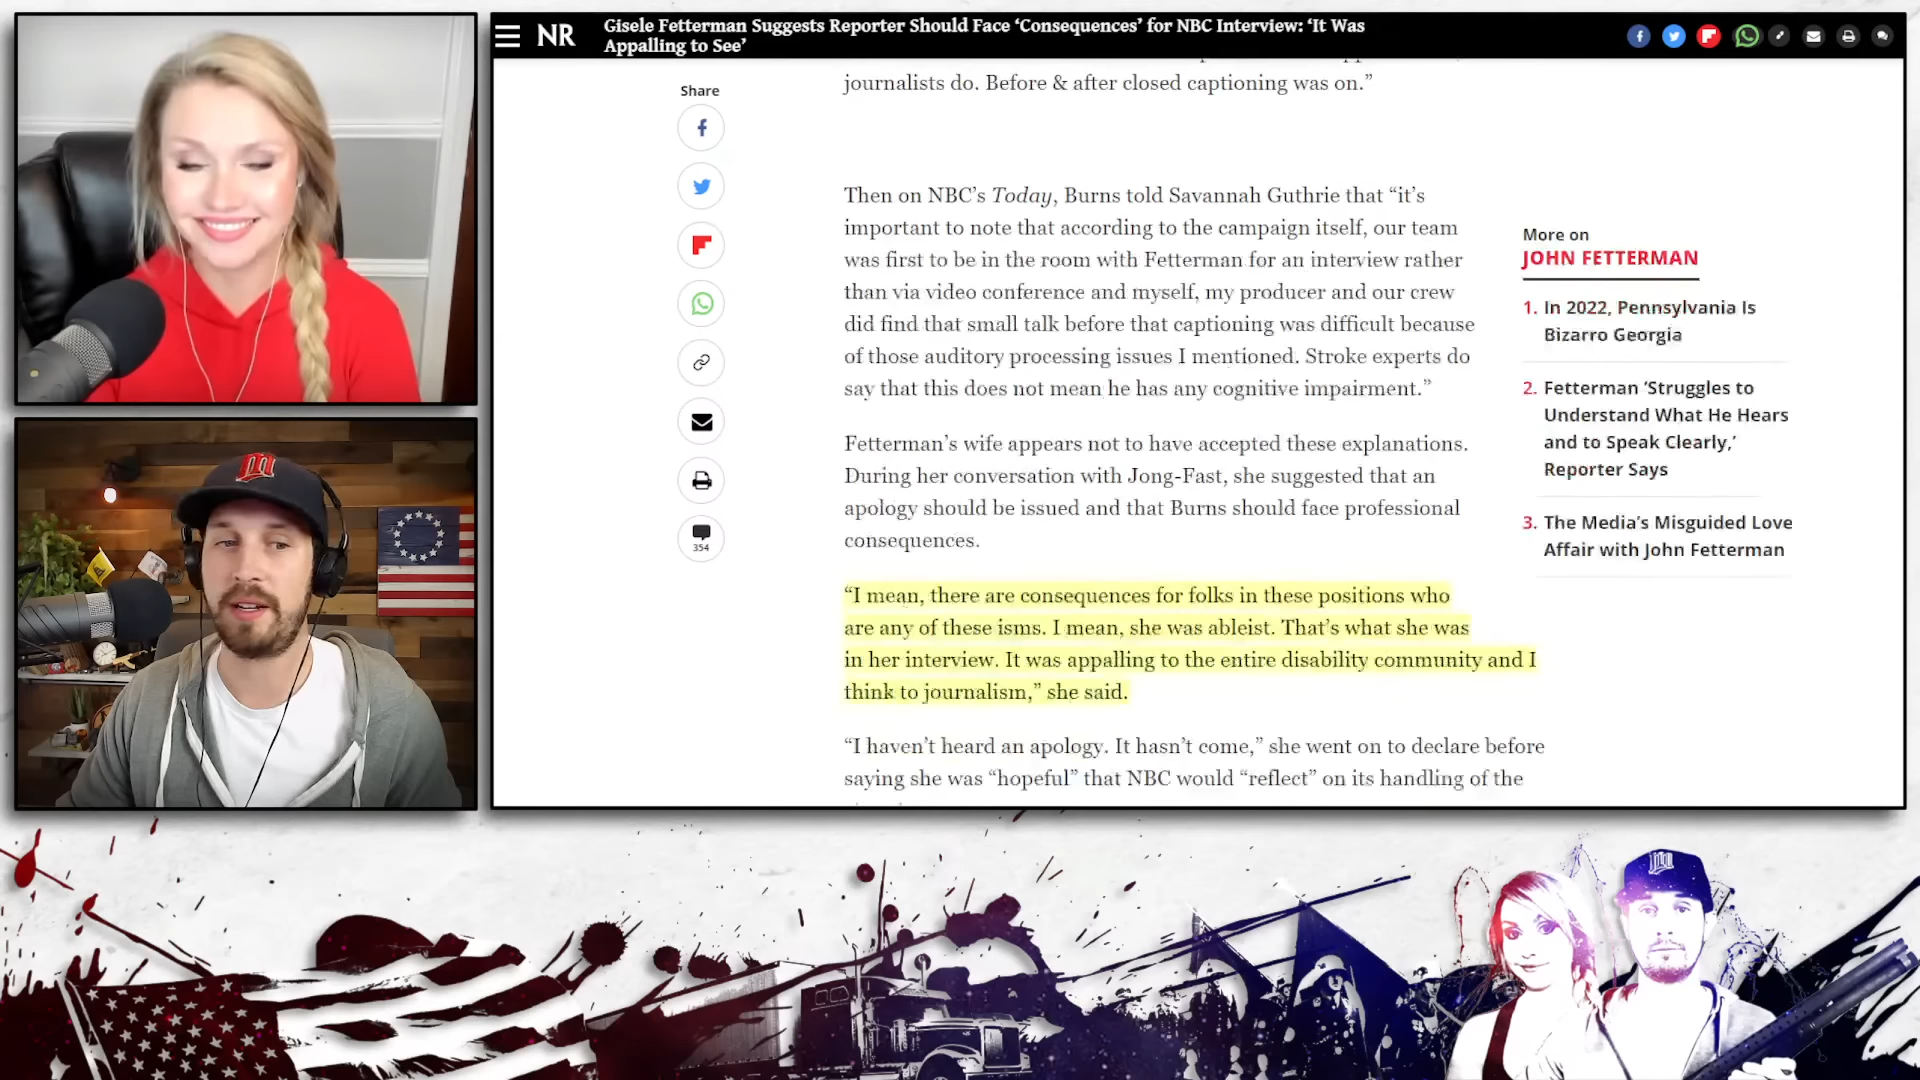 NR
Gisele Fetterman Suggests Reporter Should Face ‘Consequences’ for NBC Interview: ‘It Was
Appalling to See’
Share
354
journalists do. Before & after closed captioning was on.”
Then on NBC’s Today, Burns told Savannah Guthrie that “it’s
important to note that according to the campaign itself, our team
was first to be in the room with Fetterman for an interview rather
than via video conference and myself, my producer and our crew
did find that small talk before that captioning was difficult because
of those auditory processing issues I mentioned. Stroke experts do
say that this does not mean he has any cognitive impairment.”
Fetterman’s wife appears not to have accepted these explanations.
During her conversation with Jong-Fast, she suggested that an
apology should be issued and that Burns should face professional
consequences.
“I mean, there are consequences for folks in these positions who
are any of these isms. I mean, she was ableist. That’s what she was
in her interview. It was appalling to the entire disability community and I
think to journalism,” she said.
“I haven’t heard an apology. It hasn’t come,” she went on to declare before
saying she was “hopeful” that NBC would “reflect” on its handling of the
More on
JOHN FETTERMAN
1. In 2022, Pennsylvania Is
Bizarro Georgia
2. Fetterman ‘Struggles to
Understand What He Hears
and to Speak Clearly,’
Reporter Says
3. The Media’s Misguided Love
Affair with John Fetterman